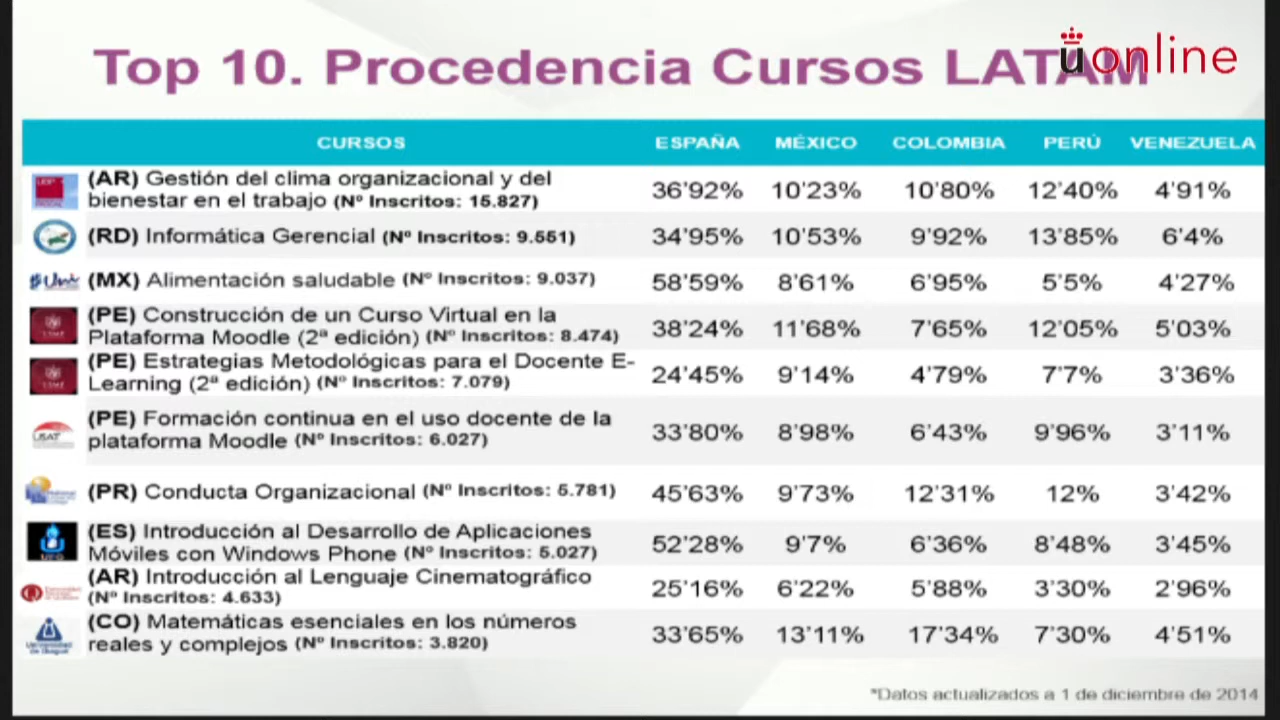 Top 10. Procedencia Cursos LATAM
üonline
CURSOS ESPAÑA MÉXICO COLOMBIA PERÚ VENEZUELA
(AR) Gestión del clima organizacional y del
bienestar en el trabajo (Nº Inscritos: 15.827) 36'92% 10'23% 10'80% 12'40% 4'91%
(RD) Informática Gerencial (Nº Inscritos: 9.551) 34'95% 10'53% 9'92% 13'85% 6'4%
(MX) Alimentación saludable (Nº Inscritos: 9.037) 58'59% 8'61% 6'95% 5'5% 4'27%
(PE) Construcción de un Curso Virtual en la
Plataforma Moodle (2ª edición) (Nº Inscritos: 8.474) 38'24% 11'68% 7'65% 12'05% 5'03%
(PE) Estrategias Metodológicas para el Docente E-
Learning (2ª edición) (Nº Inscritos: 7.079) 24'45% 9'14% 4'79% 7'7% 3'36%
(PE) Formación continua en el uso docente de la
plataforma Moodle (Nº Inscritos: 6.027) 33'80% 8'98% 6'43% 9'96% 3'11%
USAT
(PR) Conducta Organizacional (Nº Inscritos: 5.781) 45'63% 9'73% 12'31% 12% 3'42%
(ES) Introducción al Desarrollo de Aplicaciones
Móviles con Windows Phone (Nº Inscritos: 5.027) 52'28% 9'7% 6'36% 8'48% 3'45%
UFG
(AR) Introducción al Lenguaje Cinematográfico
(Nº Inscritos: 4.633) 25'16% 6'22% 5'88% 3'30% 2'96%
(CO) Matemáticas esenciales en los números
reales y complejos (Nº Inscritos: 3.820) 33'65% 13'11% 17'34% 7'30% 4'51%
Universidad
de Ibagué
*Datos actualizados a 1 de diciembre de 2014